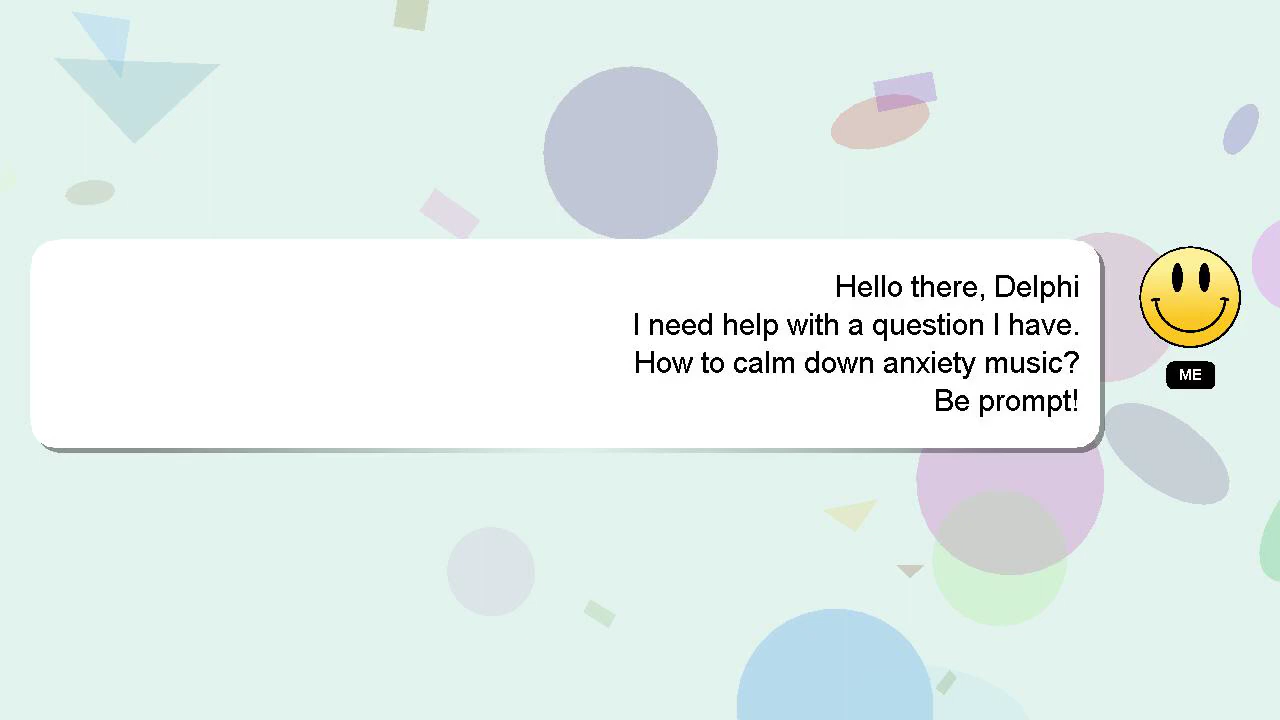 Hello there, Delphi
I need help with a question I have.
How to calm down anxiety music?
Be prompt!
ME